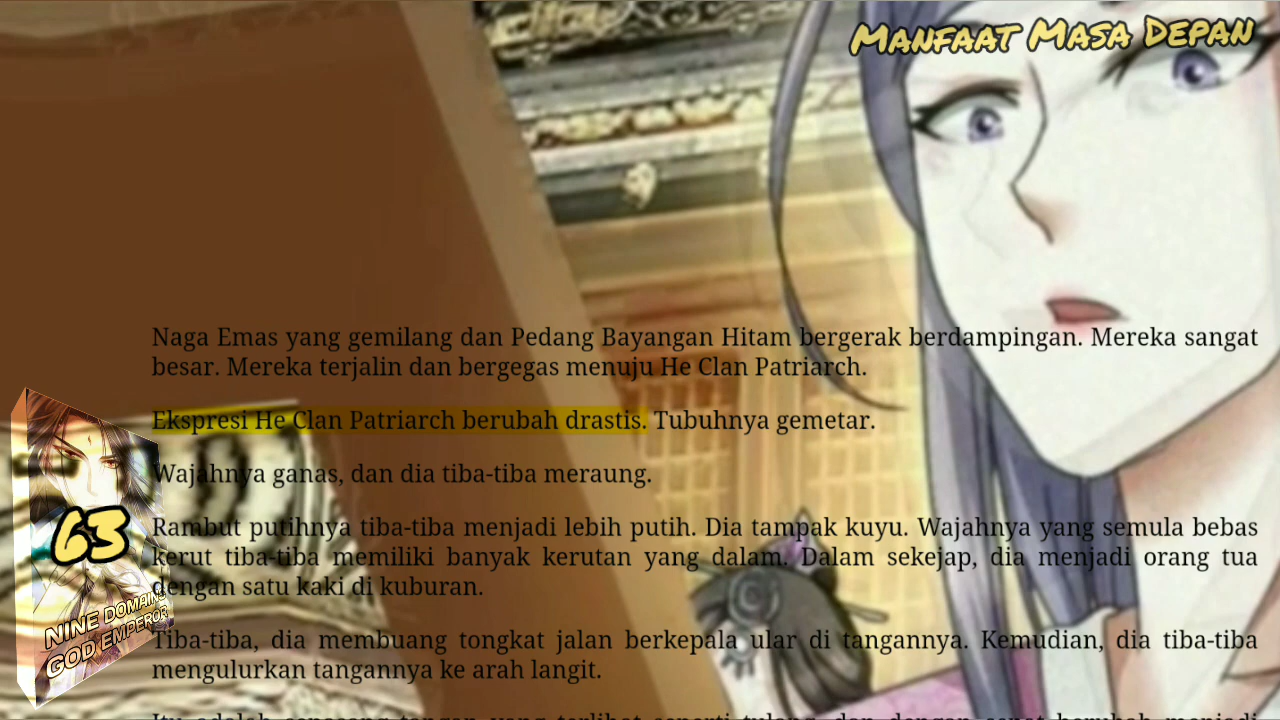 Manfaat Masa Depan
Naga Emas yang gemilang dan Pedang Bayangan Hitam bergerak berdampingan. Mereka sangat
besar. Mereka terjalin dan bergegas menuju He Clan Patriarch.
Ekspresi He Clan Patriarch berubah drastis. Tubuhnya gemetar.
Wajahnya ganas, dan dia tiba-tiba meraung.
Rambut putihnya tiba-tiba menjadi lebih putih. Dia tampak kuyu. Wajahnya yang semula bebas
kerut tiba-tiba memiliki banyak kerutan yang dalam. Dalam sekejap, dia menjadi orang tua
dengan satu kaki di kuburan.
Tiba-tiba, dia membuang tongkat jalan berkepala ular di tangannya. Kemudian, dia tiba-tiba
mengulurkan tangannya ke arah langit.
63
NINE DOMAINS
GOD EMPEROR